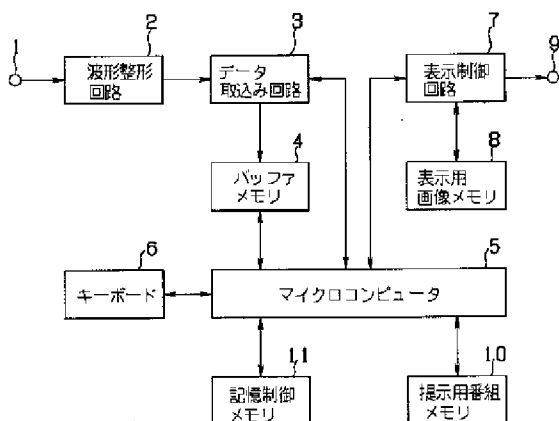 1
2
波形整形
回路
3
データ
取込み回路
7
表示制御
回路
9
4
バッファ
メモリ
8
表示用
画像メモリ
6
キーボード
5
マイクロコンピュータ
11
記憶制御
メモリ
10
提示用番組
メモリ